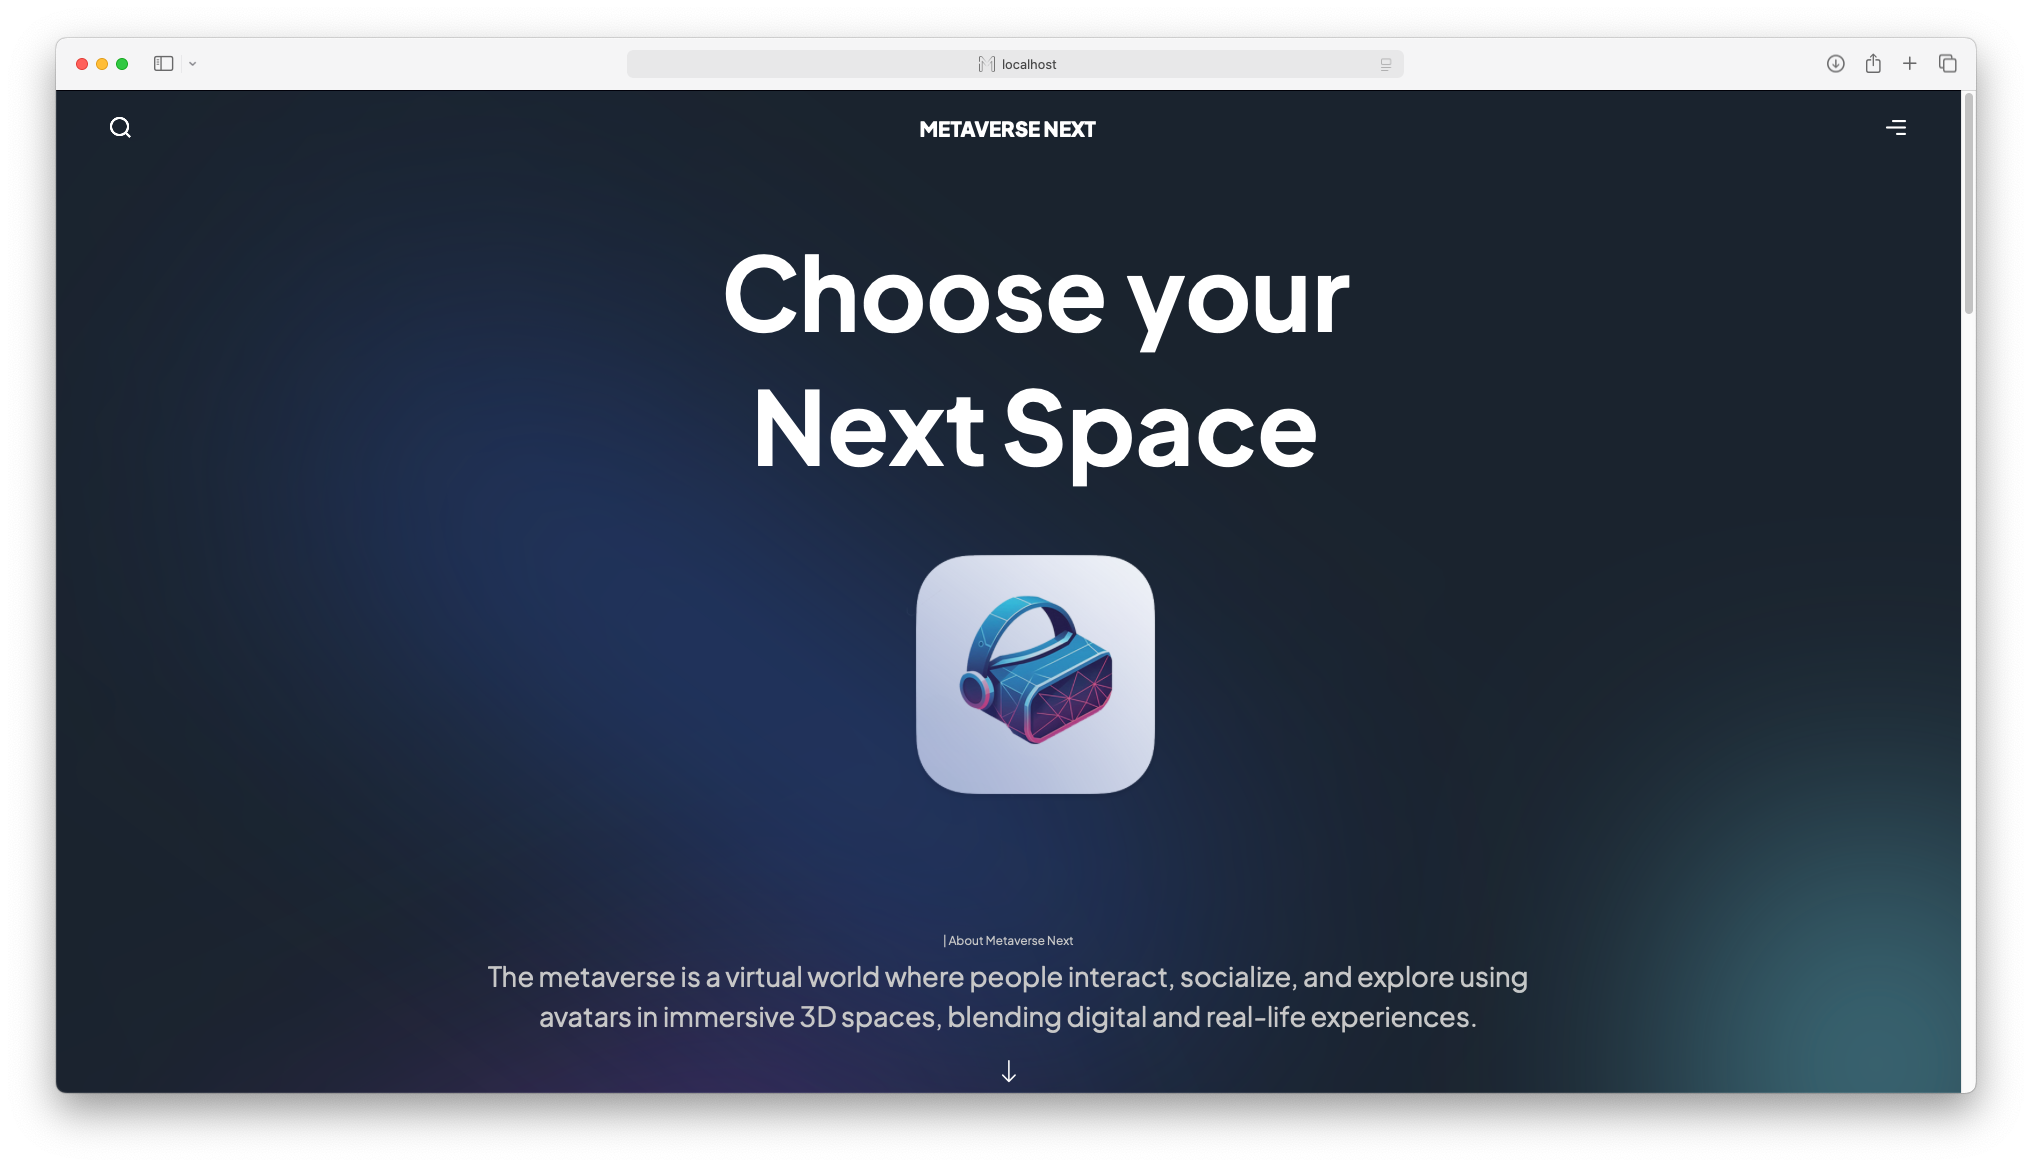 localhost
METAVERSE NEXT
Choose your
Next Space
| About Metaverse Next
The metaverse is a virtual world where people interact, socialize, and explore using
avatars in immersive 3D spaces, blending digital and real-life experiences.